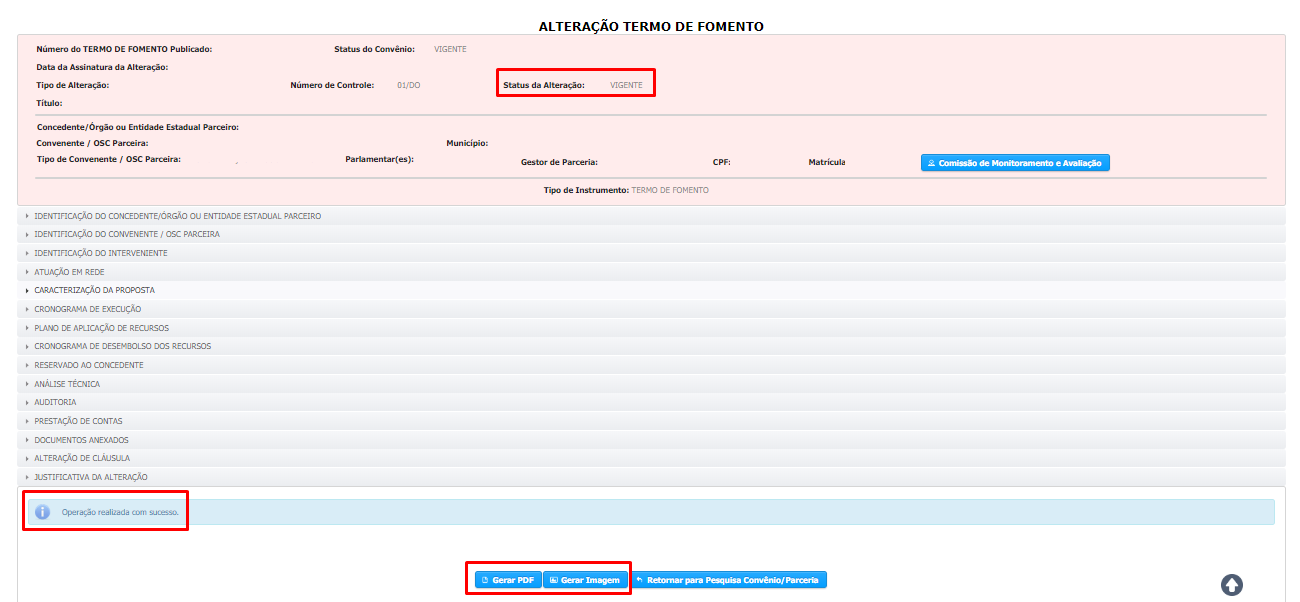 ALTERAÇÃO TERMO DE FOMENTO
Número do TERMO DE FOMENTO Publicado: Status do Convênio: VIGENTE
Data da Assinatura da Alteração:
Tipo de Alteração: Número de Controle: 01/DO Status da Alteração: VIGENTE
Título:
Concedente/Órgão ou Entidade Estadual Parceiro:
Convenente / OSC Parceira: Município:
Tipo de Convenente / OSC Parceira: - Parlamentar(es): Gestor de Parceria: CPF: Matrícula Comissão de Monitoramento e Avaliação
Tipo de Instrumento: TERMO DE FOMENTO
IDENTIFICAÇÃO DO CONCEDENTE/ÓRGÃO OU ENTIDADE ESTADUAL PARCEIRO
IDENTIFICAÇÃO DO CONVENENTE / OSC PARCEIRA
IDENTIFICAÇÃO DO INTERVENIENTE
ATUAÇÃO EM REDE
CARACTERIZAÇÃO DA PROPOSTA
CRONOGRAMA DE EXECUÇÃO
PLANO DE APLICAÇÃO DE RECURSOS
CRONOGRAMA DE DESEMBOLSO DOS RECURSOS
RESERVADO AO CONCEDENTE
ANÁLISE TÉCNICA
AUDITORIA
PRESTAÇÃO DE CONTAS
DOCUMENTOS ANEXADOS
ALTERAÇÃO DE CLÁUSULA
JUSTIFICATIVA DA ALTERAÇÃO
Operação realizada com sucesso.
Gerar PDF Gerar Imagem Retornar para Pesquisa Convênio/Parceria